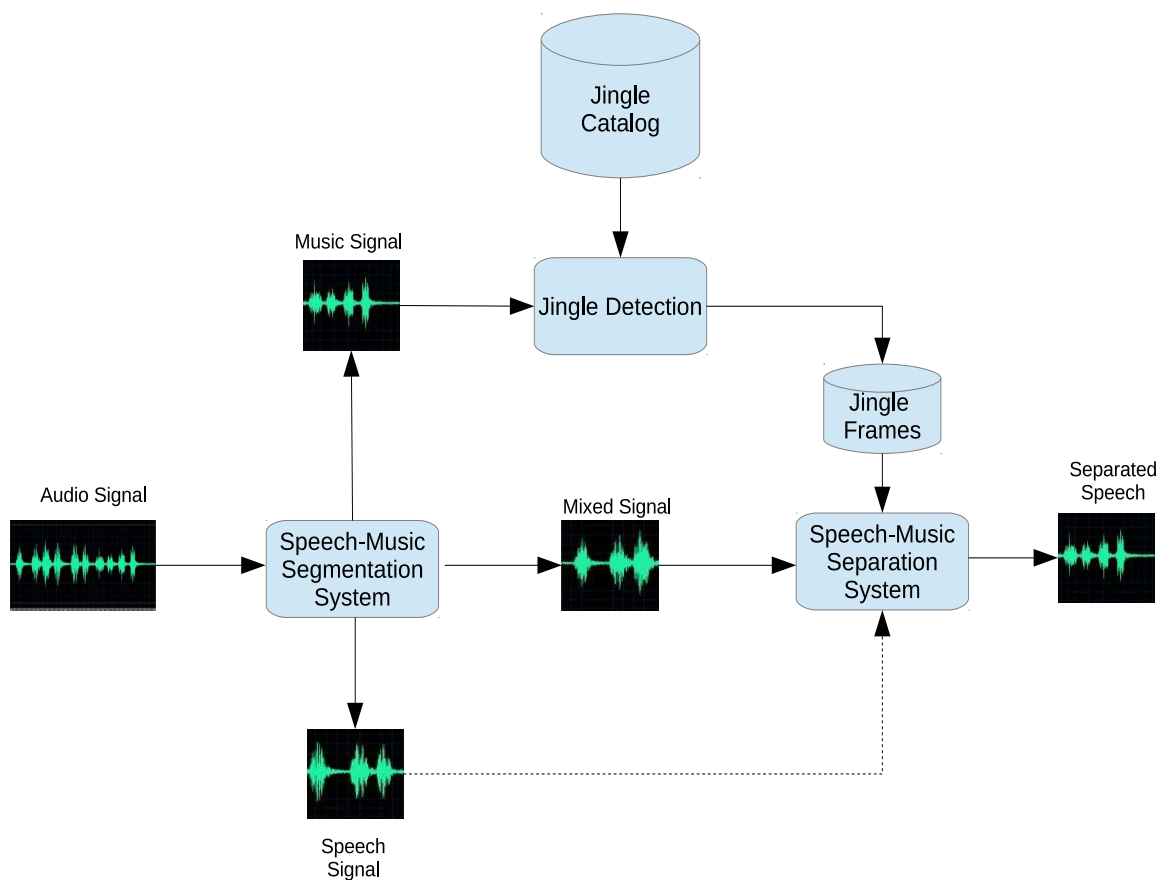 Jingle
Catalog
Music Signal
Jingle Detection
Jingle
Frames
Audio Signal
Speech-Music
Segmentation
System
Mixed Signal
Speech-Music
Separation
System
Separated
Speech
Speech
Signal